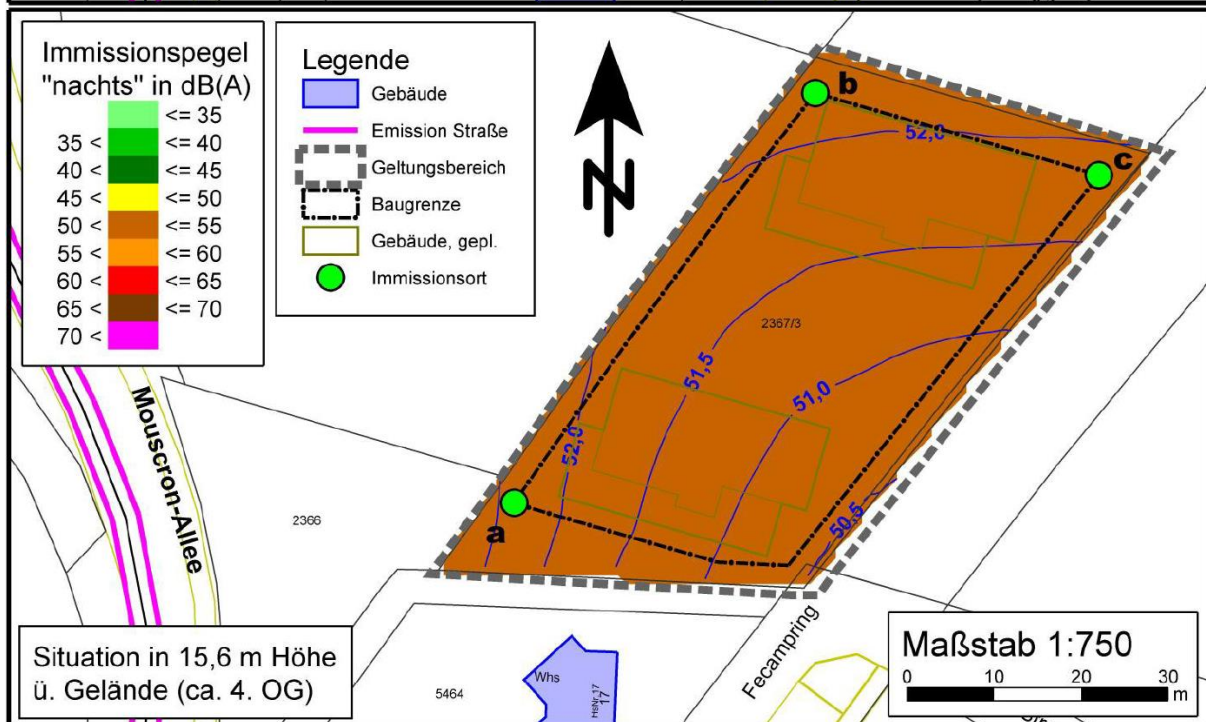 Immissionspegel
"nachts" in dB(A)
<= 35
35 < <= 40
40 < <= 45
45 < <= 50
50 < <= 55
55 < <= 60
60 < <= 65
65 < <= 70
70 <
Legende
Gebäude
Emission Straße
Geltungsbereich
Baugrenze
Gebäude, gepl.
Immissionsort
N
b
52,0
c
2367/3
51,5
51,0
52,0
50,5
a
Mouscron-Allee
2366
Situation in 15,6 m Höhe
ü. Gelände (ca. 4. OG)
5464
Whs
HsNr.17
17
Fecampring
Maßstab 1:750
0 10 20 30
m